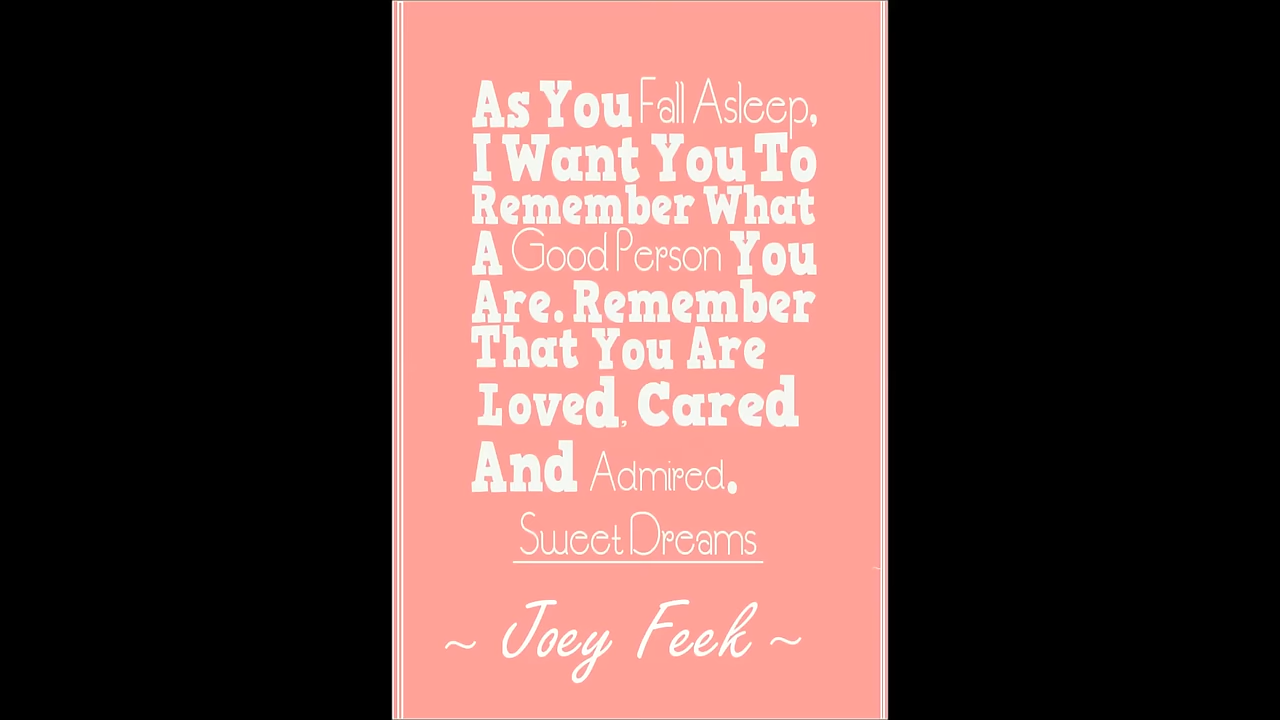 As You Fall Asleep,
I Want You To
Remember What
A Good Person You
Are. Remember
That You Are
Loved, Cared
And Admired.
Sweet Dreams
~ Joey Feek ~